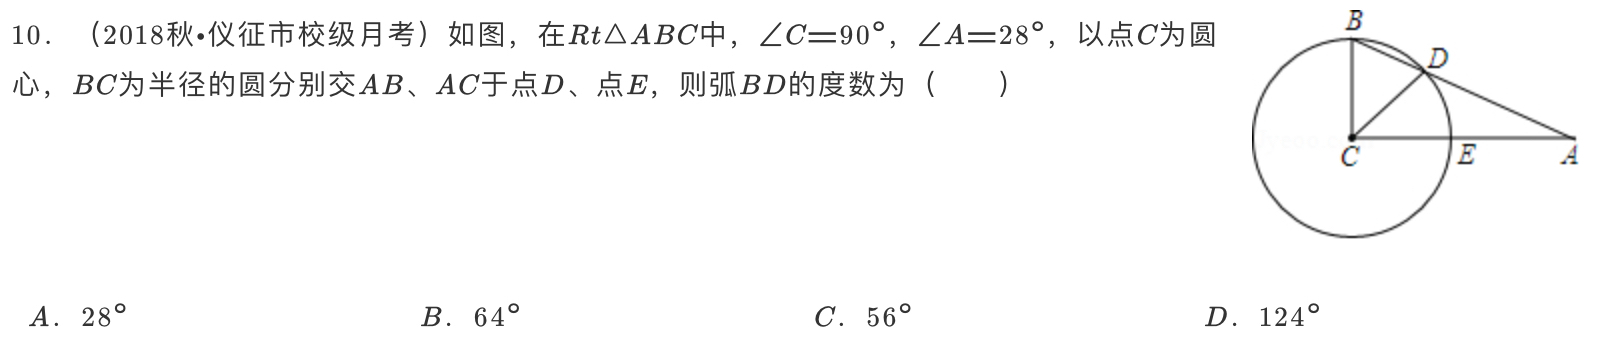 10. （2018秋•仪征市校级月考）如图，在Rt△ABC中，∠C＝90°，∠A＝28°，以点C为圆
心，BC为半径的圆分别交AB、AC于点D、点E，则弧BD的度数为（　　）
B
D
C
E
A
A. 28°
B. 64°
C. 56°
D. 124°